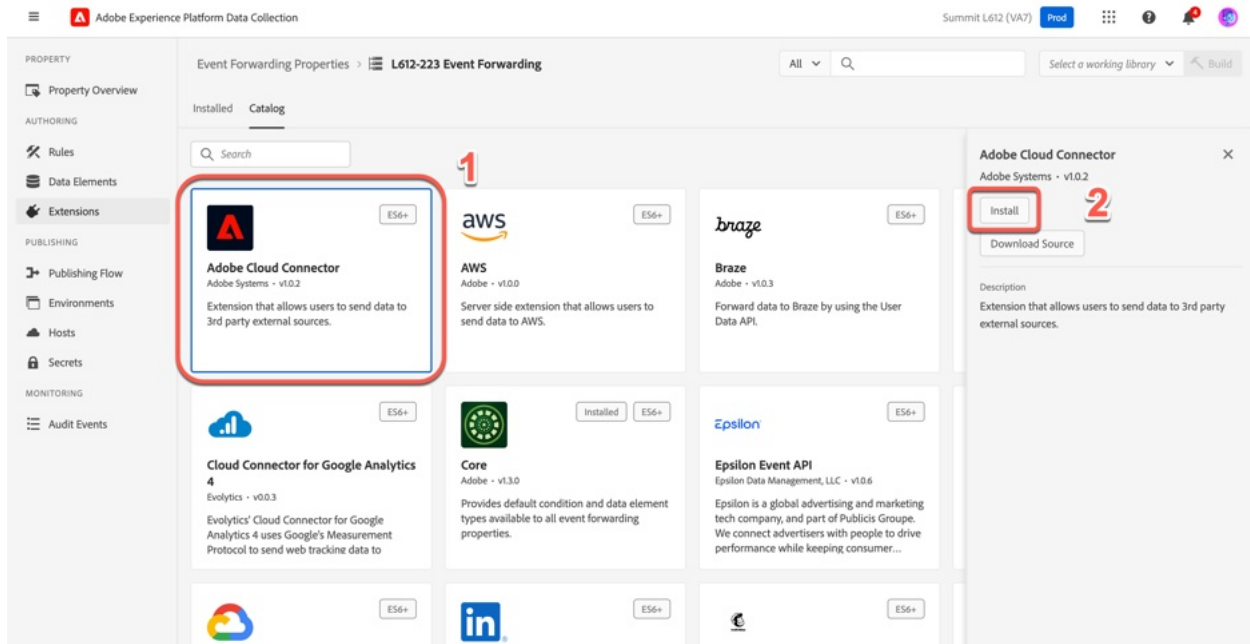 Adobe Experience Platform Data Collection
Summit L612 (VA7)
Prod
4
PROPERTY
Property Overview
AUTHORING
Rules
Data Elements
Extensions
PUBLISHING
Publishing Flow
Environments
Hosts
Secrets
MONITORING
Audit Events
Event Forwarding Properties > L612-223 Event Forwarding
All
Select a working library
Build
Installed
Catalog
Search
1
ES6+
Adobe Cloud Connector
Adobe Systems • v1.0.2
Extension that allows users to send data to
3rd party external sources.
aws
ES6+
AWS
Adobe • v1.0.0
Server side extension that allows users to
send data to AWS.
braze
ES6+
Braze
Adobe • v1.0.3
Forward data to Braze by using the User
Data API.
ES6+
Cloud Connector for Google Analytics
4
Evolytics • v0.0.3
Evolytics' Cloud Connector for Google
Analytics 4 uses Google's Measurement
Protocol to send web tracking data to
Installed
ES6+
Core
Adobe • v1.3.0
Provides default condition and data element
types available to all event forwarding
properties.
Epsilon
ES6+
Epsilon Event API
Epsilon Data Management, LLC • v1.0.6
Epsilon is a global advertising and marketing
tech company, and part of Publicis Groupe.
We connect advertisers with people to drive
performance while keeping consumer...
ES6+
in
ES6+
ES6+
Adobe Cloud Connector
Adobe Systems • v1.0.2
Install
2
Download Source
Description
Extension that allows users to send data to 3rd party
external sources.